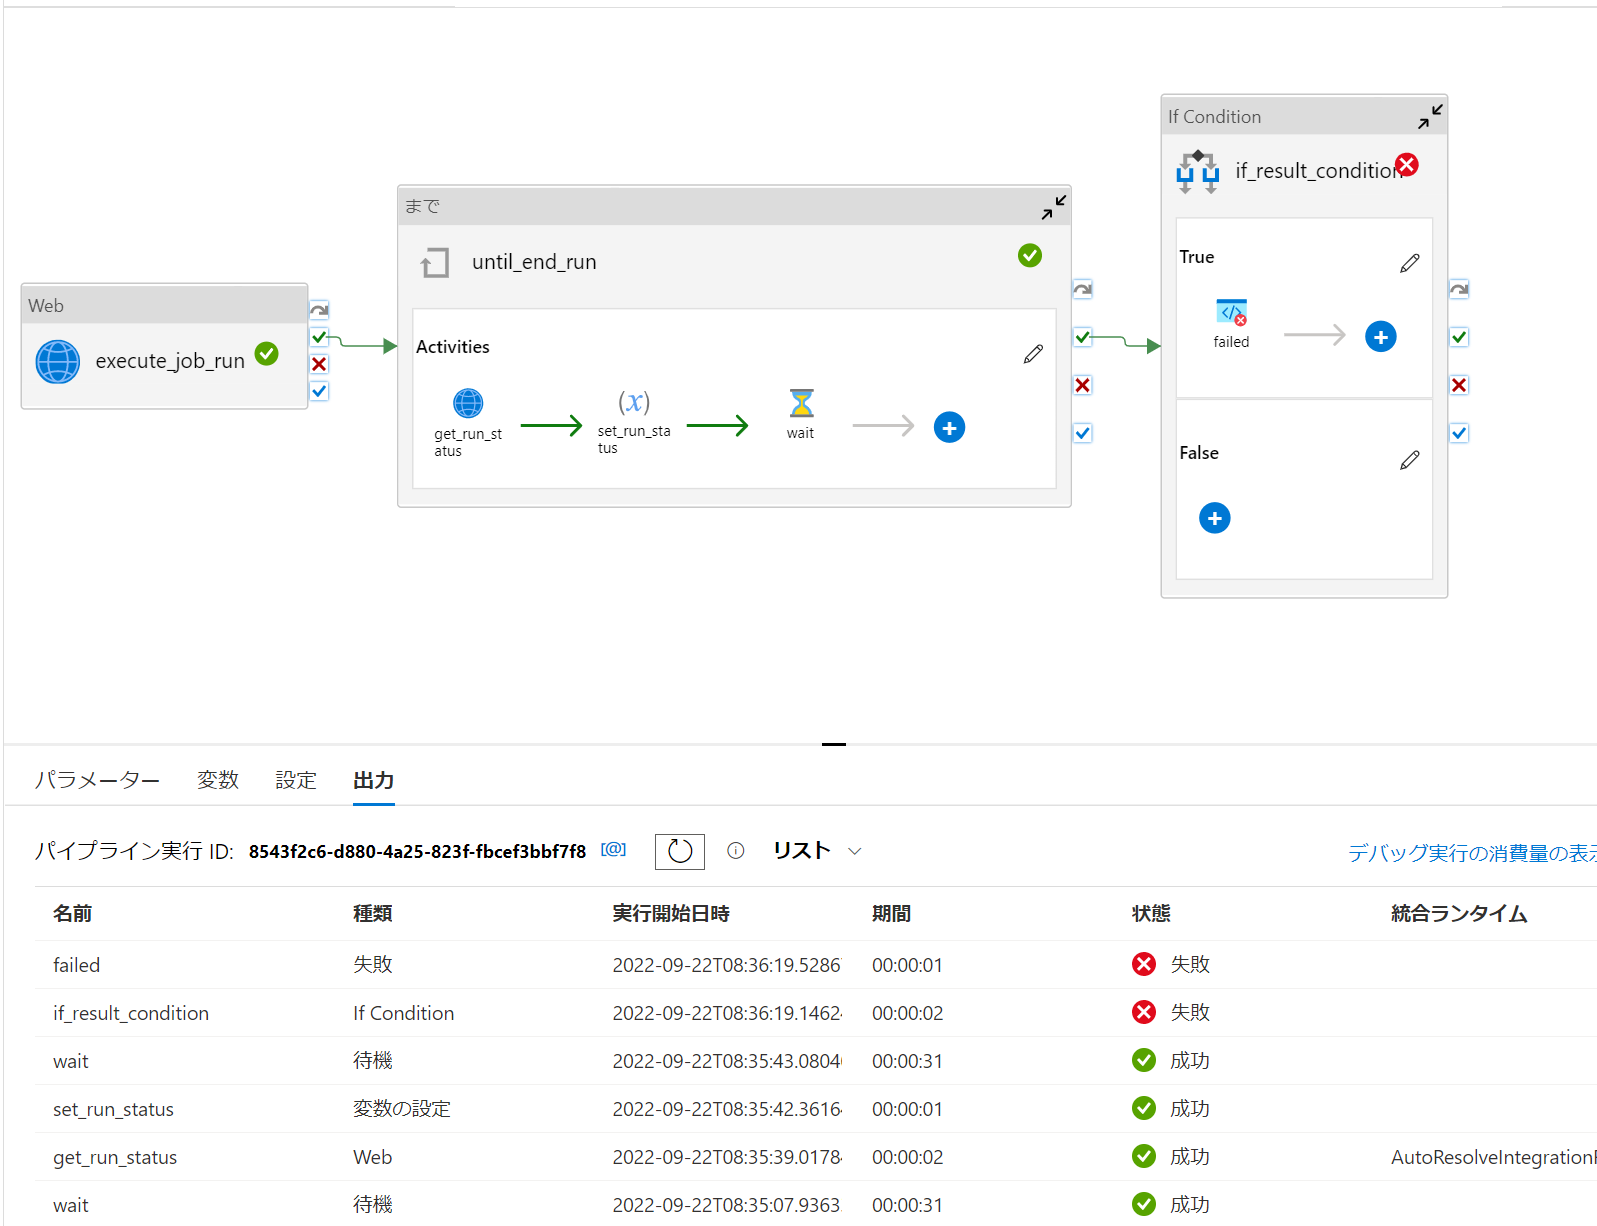 If Condition
if_result_condition
まで
until_end_run
Web
execute_job_run
Activities
get_run_st
atus
set_run_sta
tus
wait
True
failed
False
パラメーター 変数 設定 出力
パイプライン実行 ID: 8543f2c6-d880-4a25-823f-fbcef3bbf7f8 [@] リスト デバッグ実行の消費量の表示
名前 種類 実行開始日時 期間 状態 統合ランタイム
failed 失敗 2022-09-22T08:36:19.5286 00:00:01 失敗
if_result_condition If Condition 2022-09-22T08:36:19.1462 00:00:02 失敗
wait 待機 2022-09-22T08:35:43.0804 00:00:31 成功
set_run_status 変数の設定 2022-09-22T08:35:42.3616 00:00:01 成功
get_run_status Web 2022-09-22T08:35:39.0178 00:00:02 成功 AutoResolveIntegration
wait 待機 2022-09-22T08:35:07.9363 00:00:31 成功